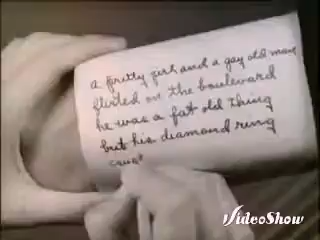 a pretty girl and a gay old man
flirted on the boulevard
he was a fat old thing
but his diamond ring
caug
VideoShow